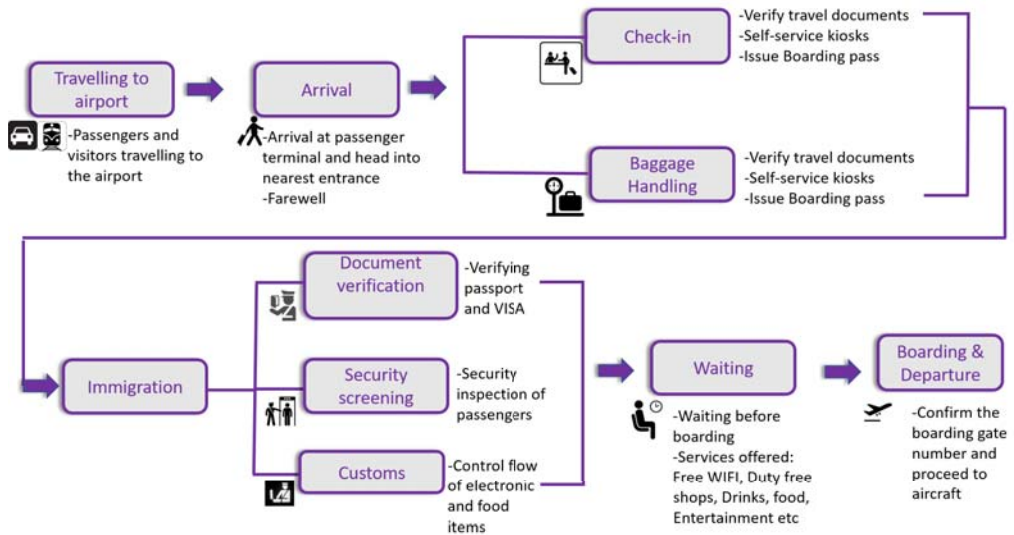 Travelling to
airport
-Passengers and
visitors travelling to
the airport
Arrival
-Arrival at passenger
terminal and head into
nearest entrance
-Farewell
Check-in
-Verify travel documents
-Self-service kiosks
-Issue Boarding pass
Baggage
Handling
-Verify travel documents
-Self-service kiosks
-Issue Boarding pass
Immigration
Document
verification
-Verifying
passport
and VISA
Security
screening
-Security
inspection of
passengers
Customs
-Control flow
of electronic
and food
items
Waiting
-Waiting before
boarding
-Services offered:
Free WIFI, Duty free
shops, Drinks, food,
Entertainment etc
Boarding &
Departure
-Confirm the
boarding gate
number and
proceed to
aircraft